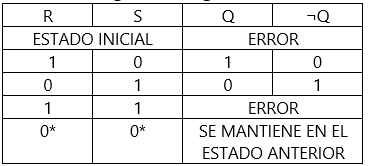 R S Q ¬Q
ESTADO INICIAL ERROR
1 0 1 0
0 1 0 1
1 1 ERROR
0* 0* SE MANTIENE EN EL
ESTADO ANTERIOR